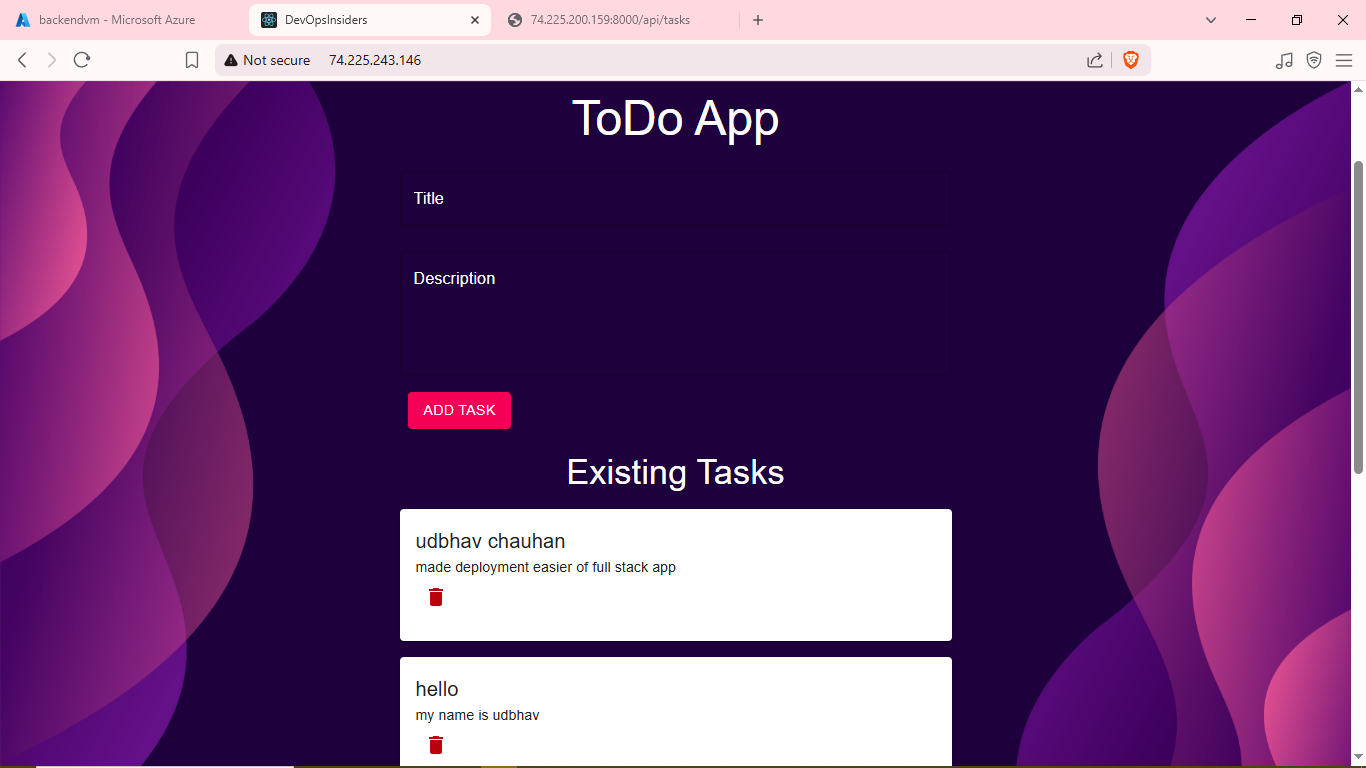 backendvm - Microsoft Azure
DevOpsInsiders
74.225.200.159:8000/api/tasks
Not secure
74.225.243.146
ToDo App
Title
Description
ADD TASK
Existing Tasks
udbhav chauhan
made deployment easier of full stack app
hello
my name is udbhav